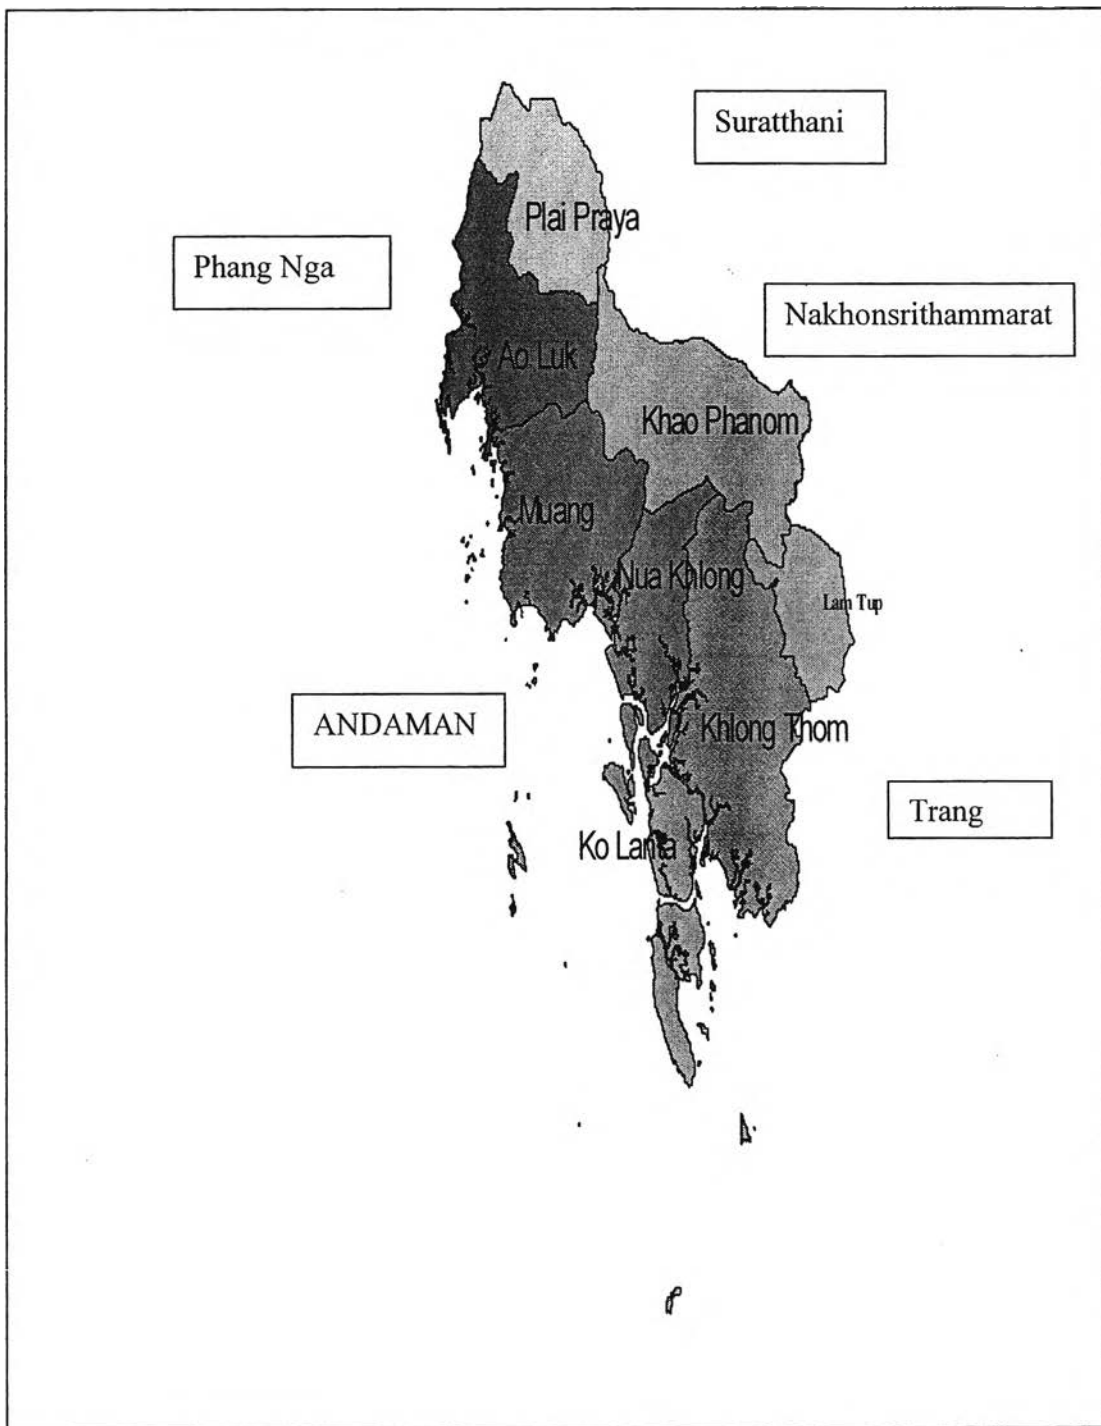 Suratthani
Plai Praya
Phang Nga
Nakhonsrithammarat
Ao Luk
Khao Phanom
Muang
Nua Khlong
Lam Tup
ANDAMAN
Khlong Thom
Trang
Ko Lanta